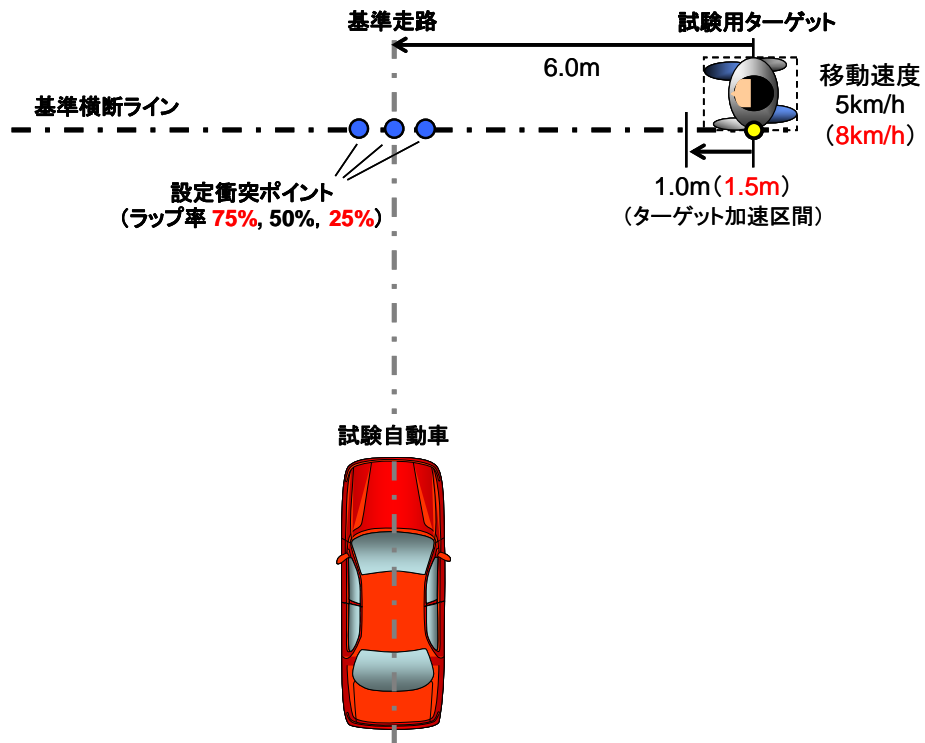 基準走路
試験用ターゲット
6.0m
移動速度
5km/h
（8km/h）
基準横断ライン
設定衝突ポイント
（ラップ率 75%, 50%, 25%）
1.0m（1.5m）
（ターゲット加速区間）
試験自動車